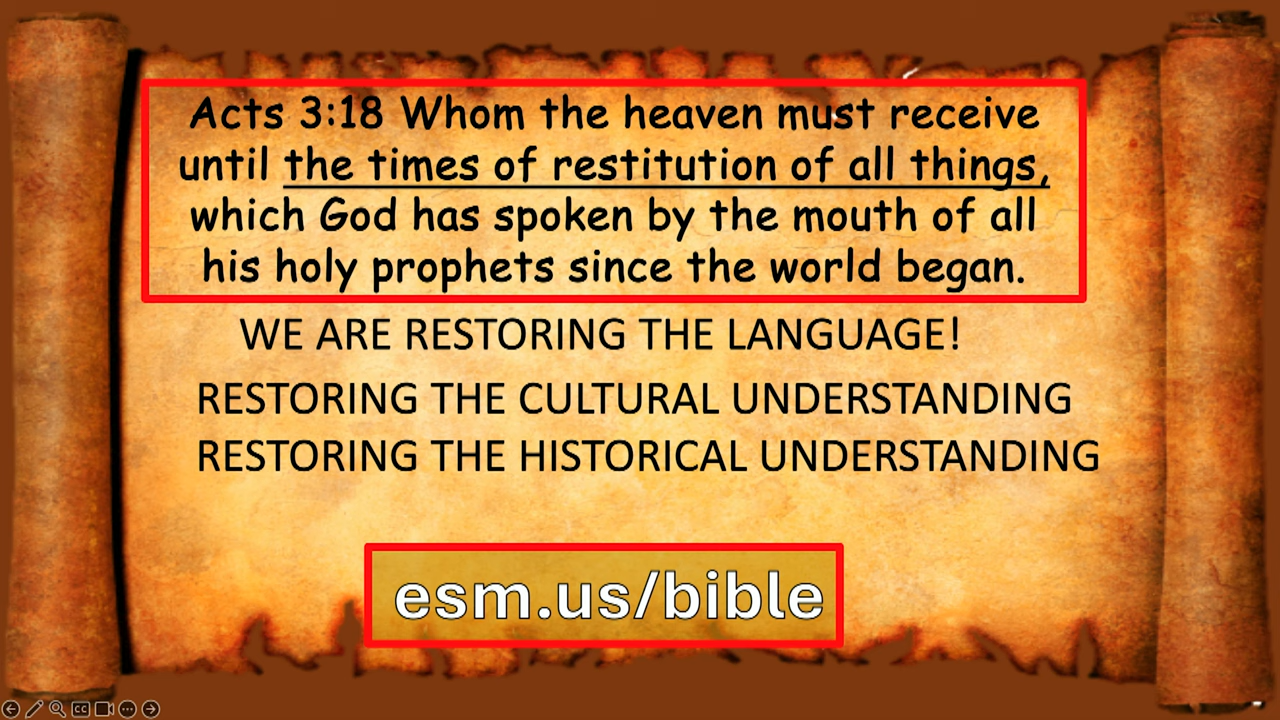 Acts 3:18 Whom the heaven must receive
until the times of restitution of all things,
which God has spoken by the mouth of all
his holy prophets since the world began.
WE ARE RESTORING THE LANGUAGE!
RESTORING THE CULTURAL UNDERSTANDING
RESTORING THE HISTORICAL UNDERSTANDING
esm.us/bible
CC